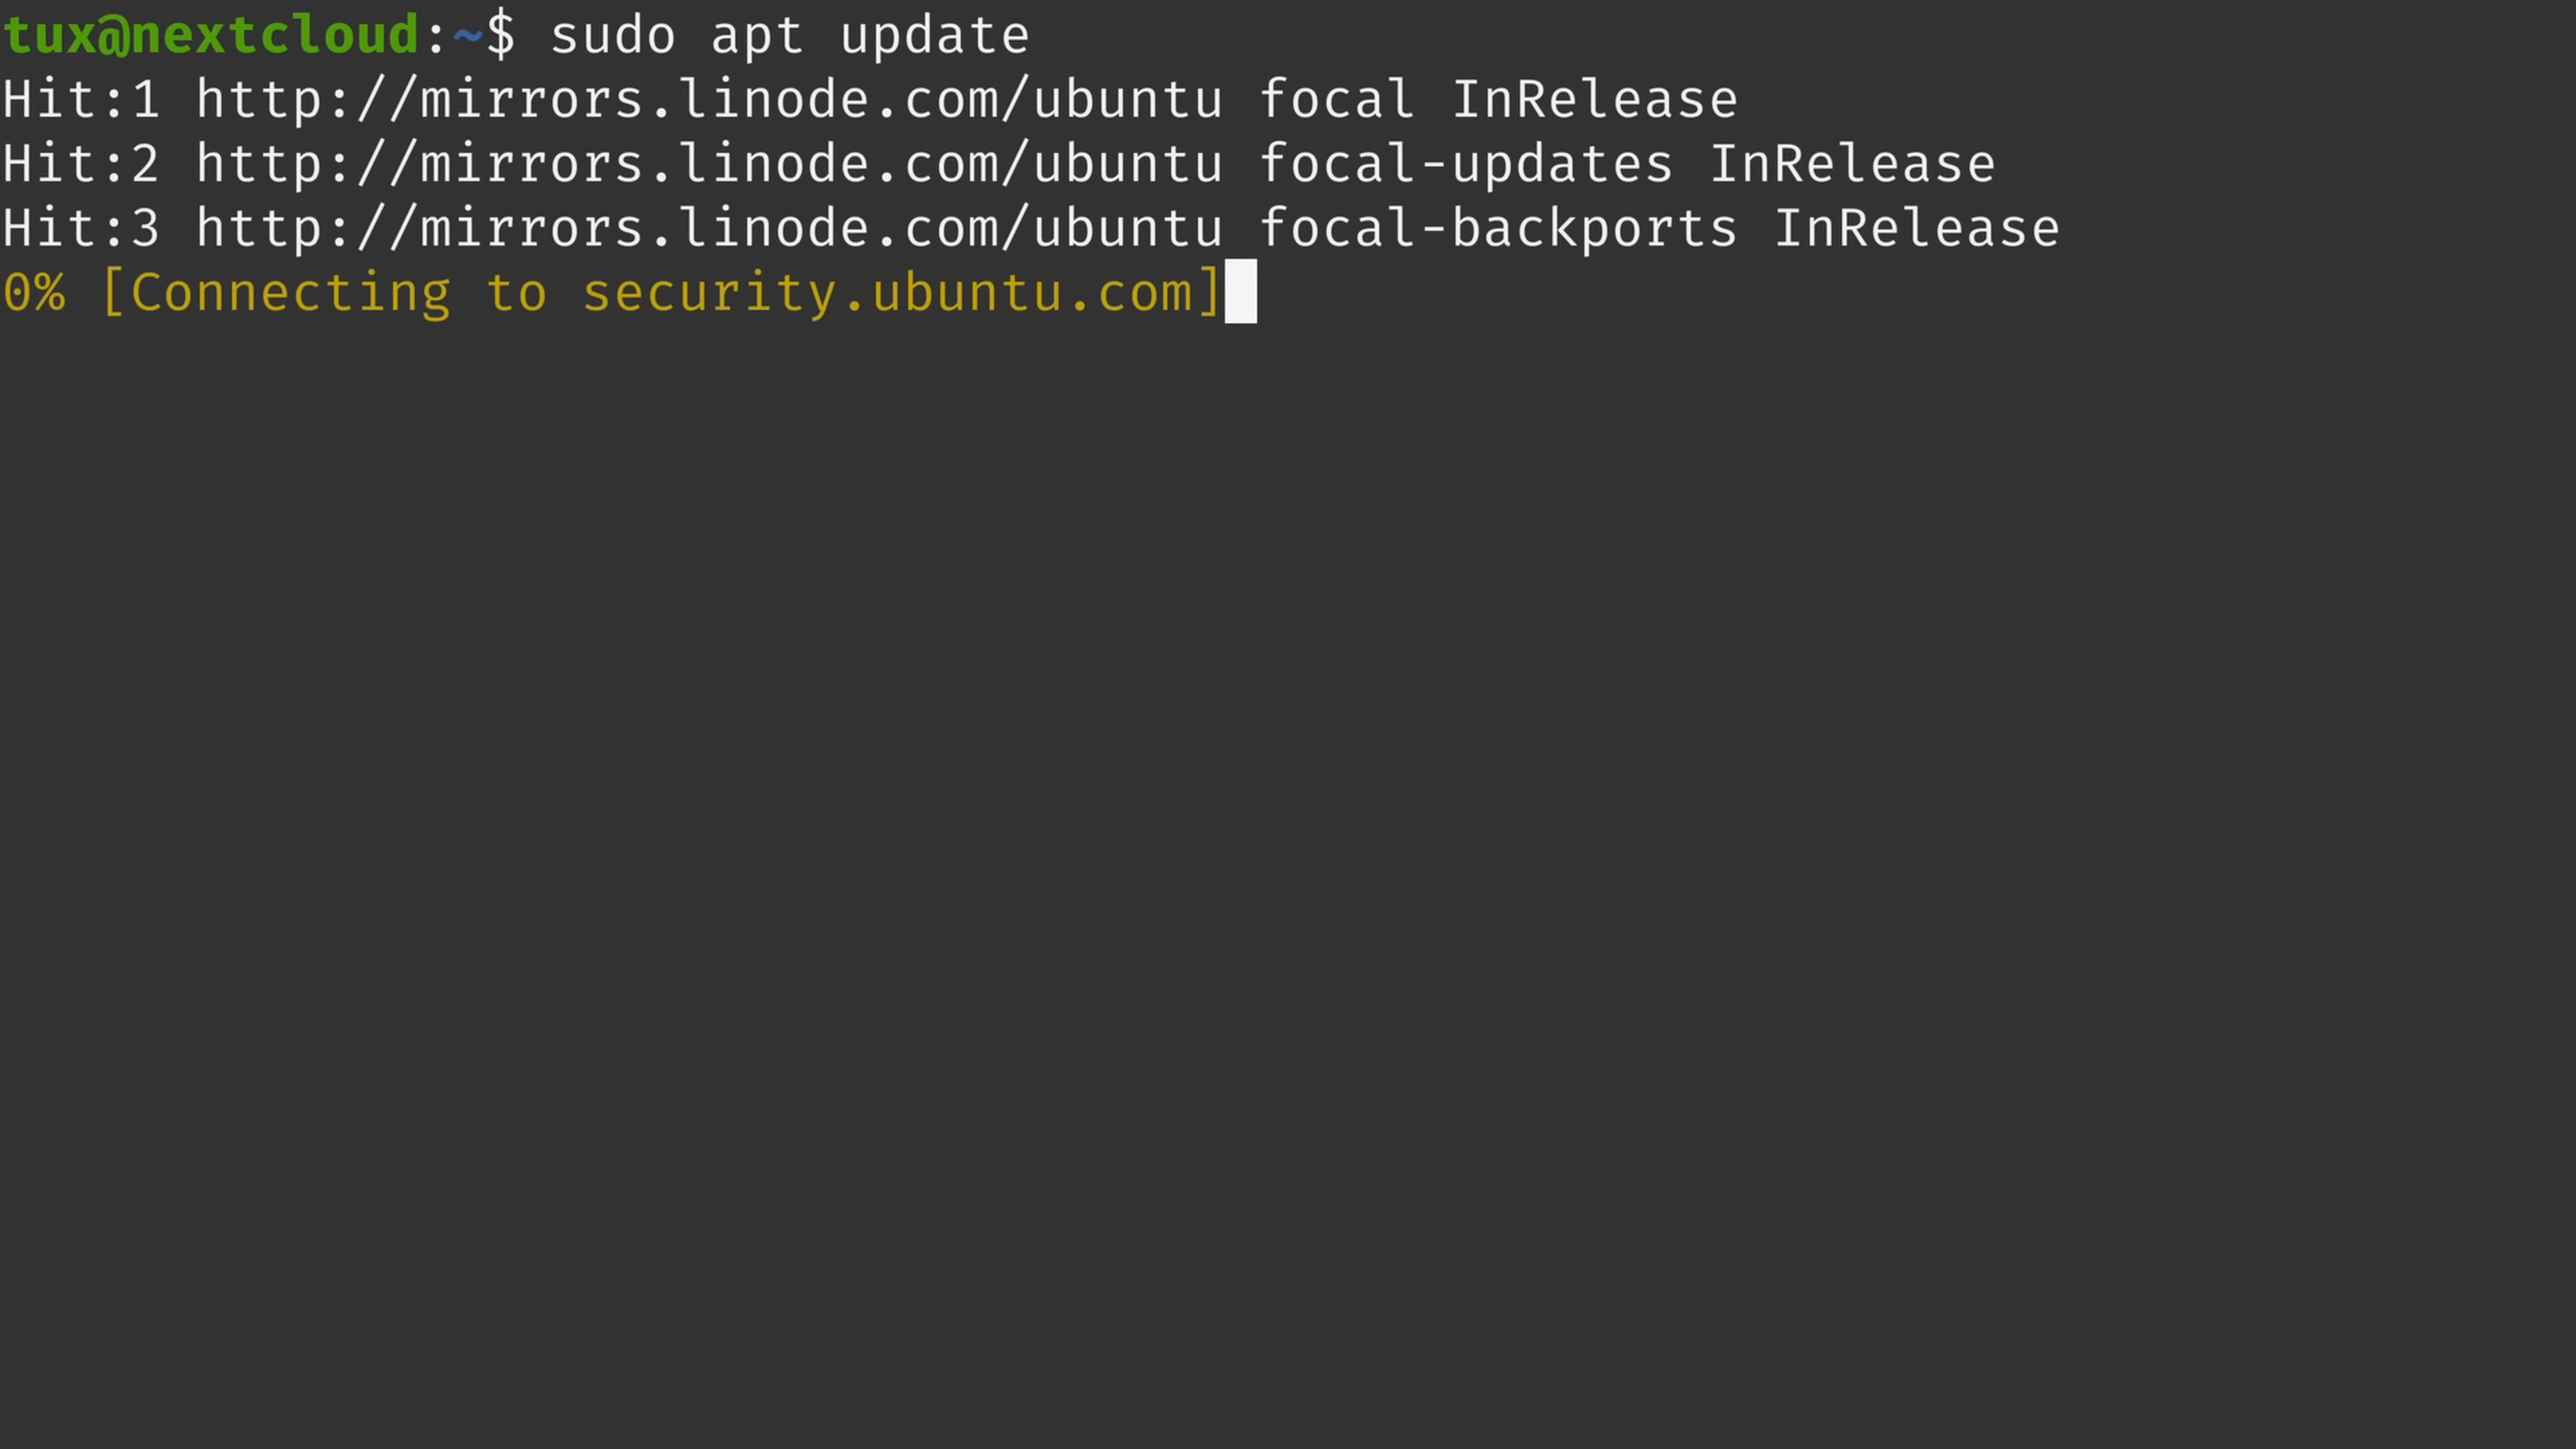 tux@nextcloud:~$ sudo apt update
Hit:1 http://mirrors.linode.com/ubuntu focal InRelease
Hit:2 http://mirrors.linode.com/ubuntu focal-updates InRelease
Hit:3 http://mirrors.linode.com/ubuntu focal-backports InRelease
0% [Connecting to security.ubuntu.com]